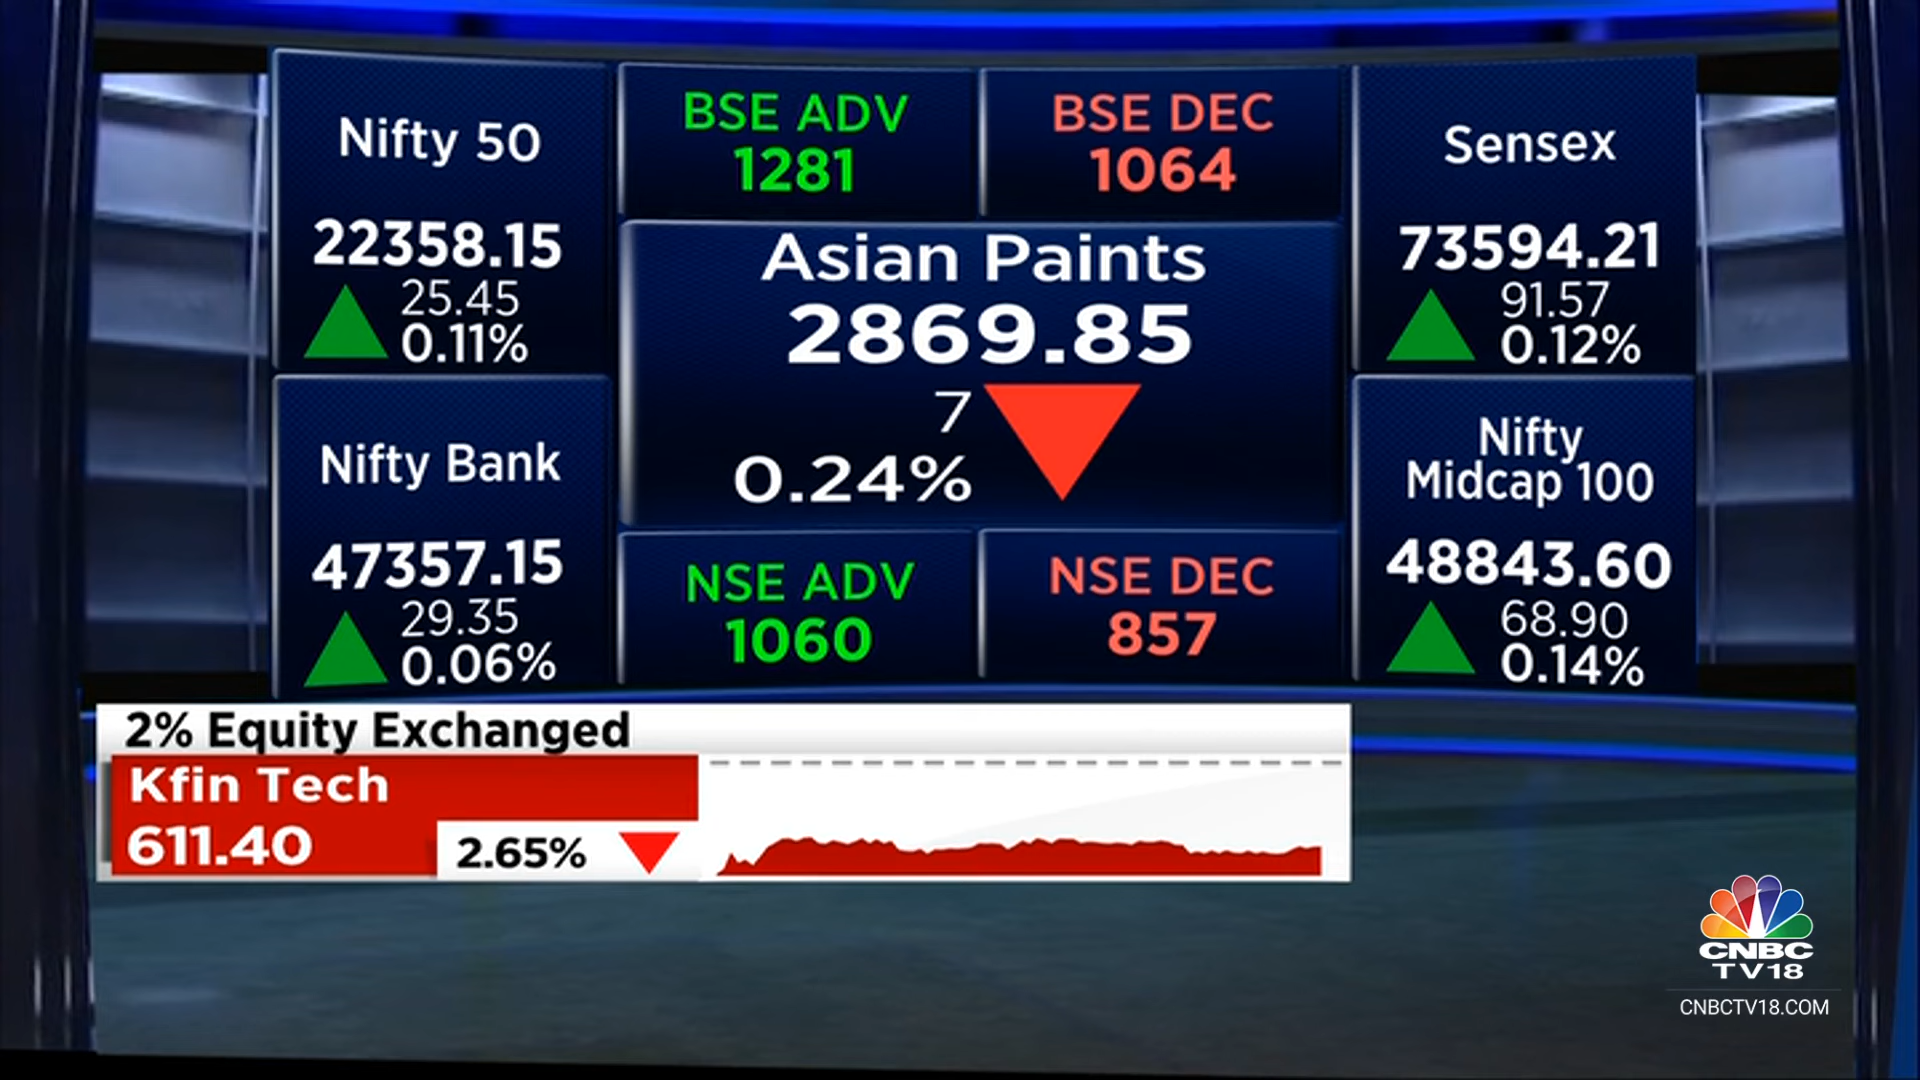 Nifty 50
22358.15
25.45
0.11%
BSE ADV
1281
BSE DEC
1064
Sensex
73594.21
91.57
0.12%
Asian Paints
2869.85
7
0.24%
Nifty Bank
47357.15
29.35
0.06%
NSE ADV
1060
NSE DEC
857
Nifty
Midcap 100
48843.60
68.90
0.14%
2% Equity Exchanged
Kfin Tech
611.40
2.65%
CNBC
TV18
CNBCTV18.COM